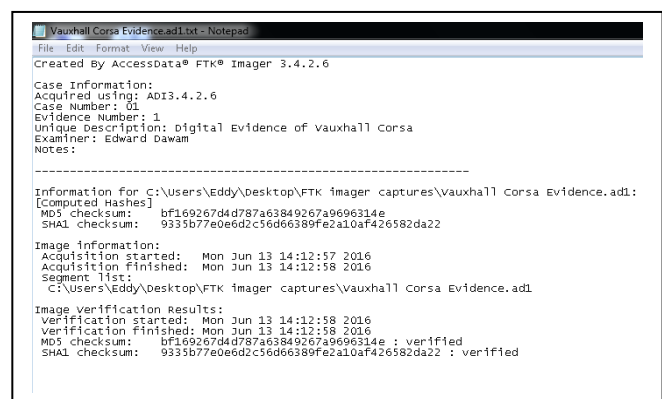 Vauxhall Corsa Evidence.ad1.txt - Notepad
File Edit Format View Help
Created By AccessData® FTK® Imager 3.4.2.6
Case Information:
Acquired using: ADI3.4.2.6
Case Number: 01
Evidence Number: 1
Unique Description: Digital Evidence of Vauxhall Corsa
Examiner: Edward Dawam
Notes:
--------------------------------------------------------------
Information for C:\Users\Eddy\Desktop\FTK imager captures\Vauxhall Corsa Evidence.ad1:
[Computed Hashes]
MD5 checksum: bf169267d4d787a63849267a9696314e
SHA1 checksum: 9335b77e0e6d2c56d66389fe2a10af426582da22
Image information:
Acquisition started: Mon Jun 13 14:12:57 2016
Acquisition finished: Mon Jun 13 14:12:58 2016
Segment list:
C:\Users\Eddy\Desktop\FTK imager captures\Vauxhall Corsa Evidence.ad1
Image Verification Results:
Verification started: Mon Jun 13 14:12:58 2016
Verification finished: Mon Jun 13 14:12:58 2016
MD5 checksum: bf169267d4d787a63849267a9696314e : verified
SHA1 checksum: 9335b77e0e6d2c56d66389fe2a10af426582da22 : verified